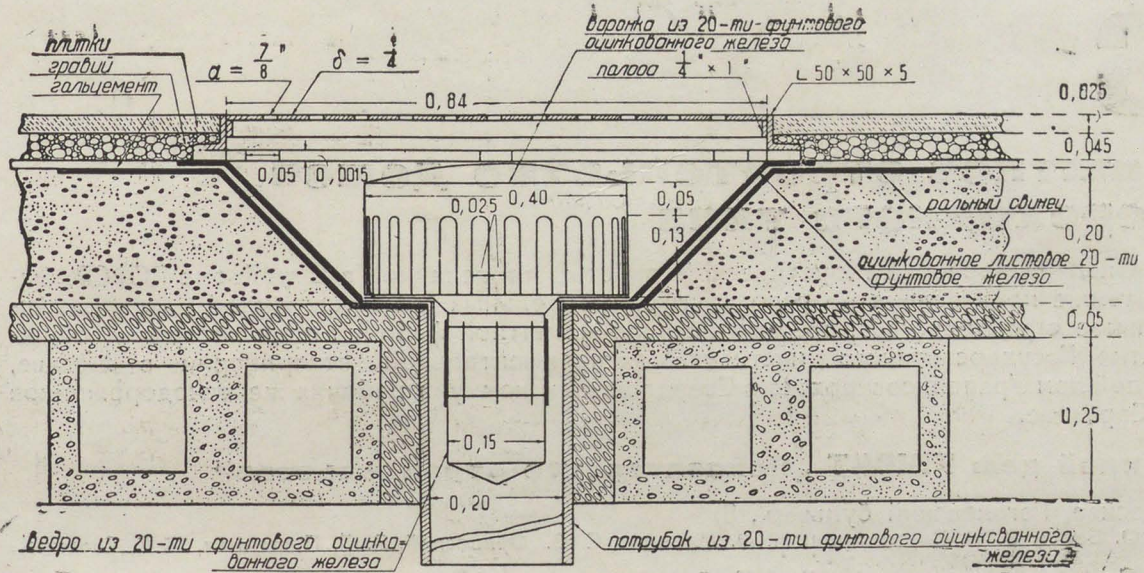 плитки
гравий
гальцемент
а = 7/8 "
δ = 1/4 "
воронка из 20-ти-фунтового
оцинкованного железа
палоса 1/4 " × 1 "
∟50 × 50 × 5
0,84
0,025
0,045
0,05
0,0015
0,025
0,40
0,05
0,13
ральный свинец
0,20
оцинкованное листовое 20-ти
фунтовое железо
0,05
0,15
0,25
0,20
ведро из 20-ти фунтового оцинко-
ванного железа
патрубок из 20-ти фунтового оцинкованного
железа